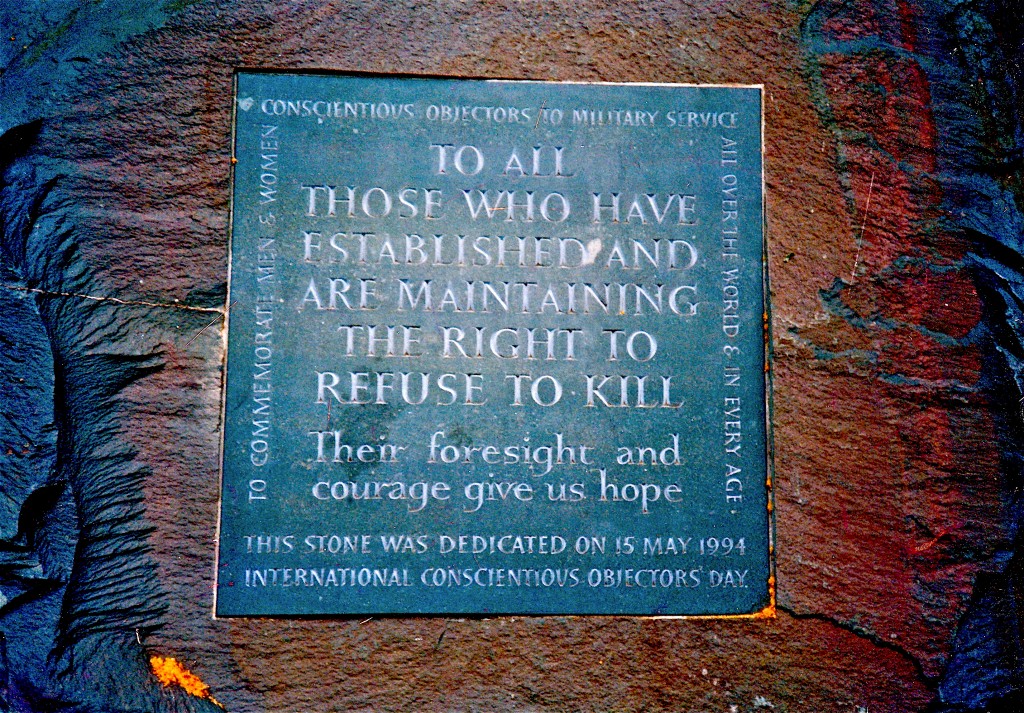 TO COMMEMORATE MEN & WOMEN
CONSCIENTIOUS OBJECTORS TO MILITARY SERVICE
ALL OVER THE WORLD & IN EVERY AGE
TO ALL
THOSE WHO HAVE
ESTABLISHED AND
ARE MAINTAINING
THE RIGHT TO
REFUSE TO KILL
Their foresight and
courage give us hope
THIS STONE WAS DEDICATED ON 15 MAY 1994
INTERNATIONAL CONSCIENTIOUS OBJECTORS' DAY.